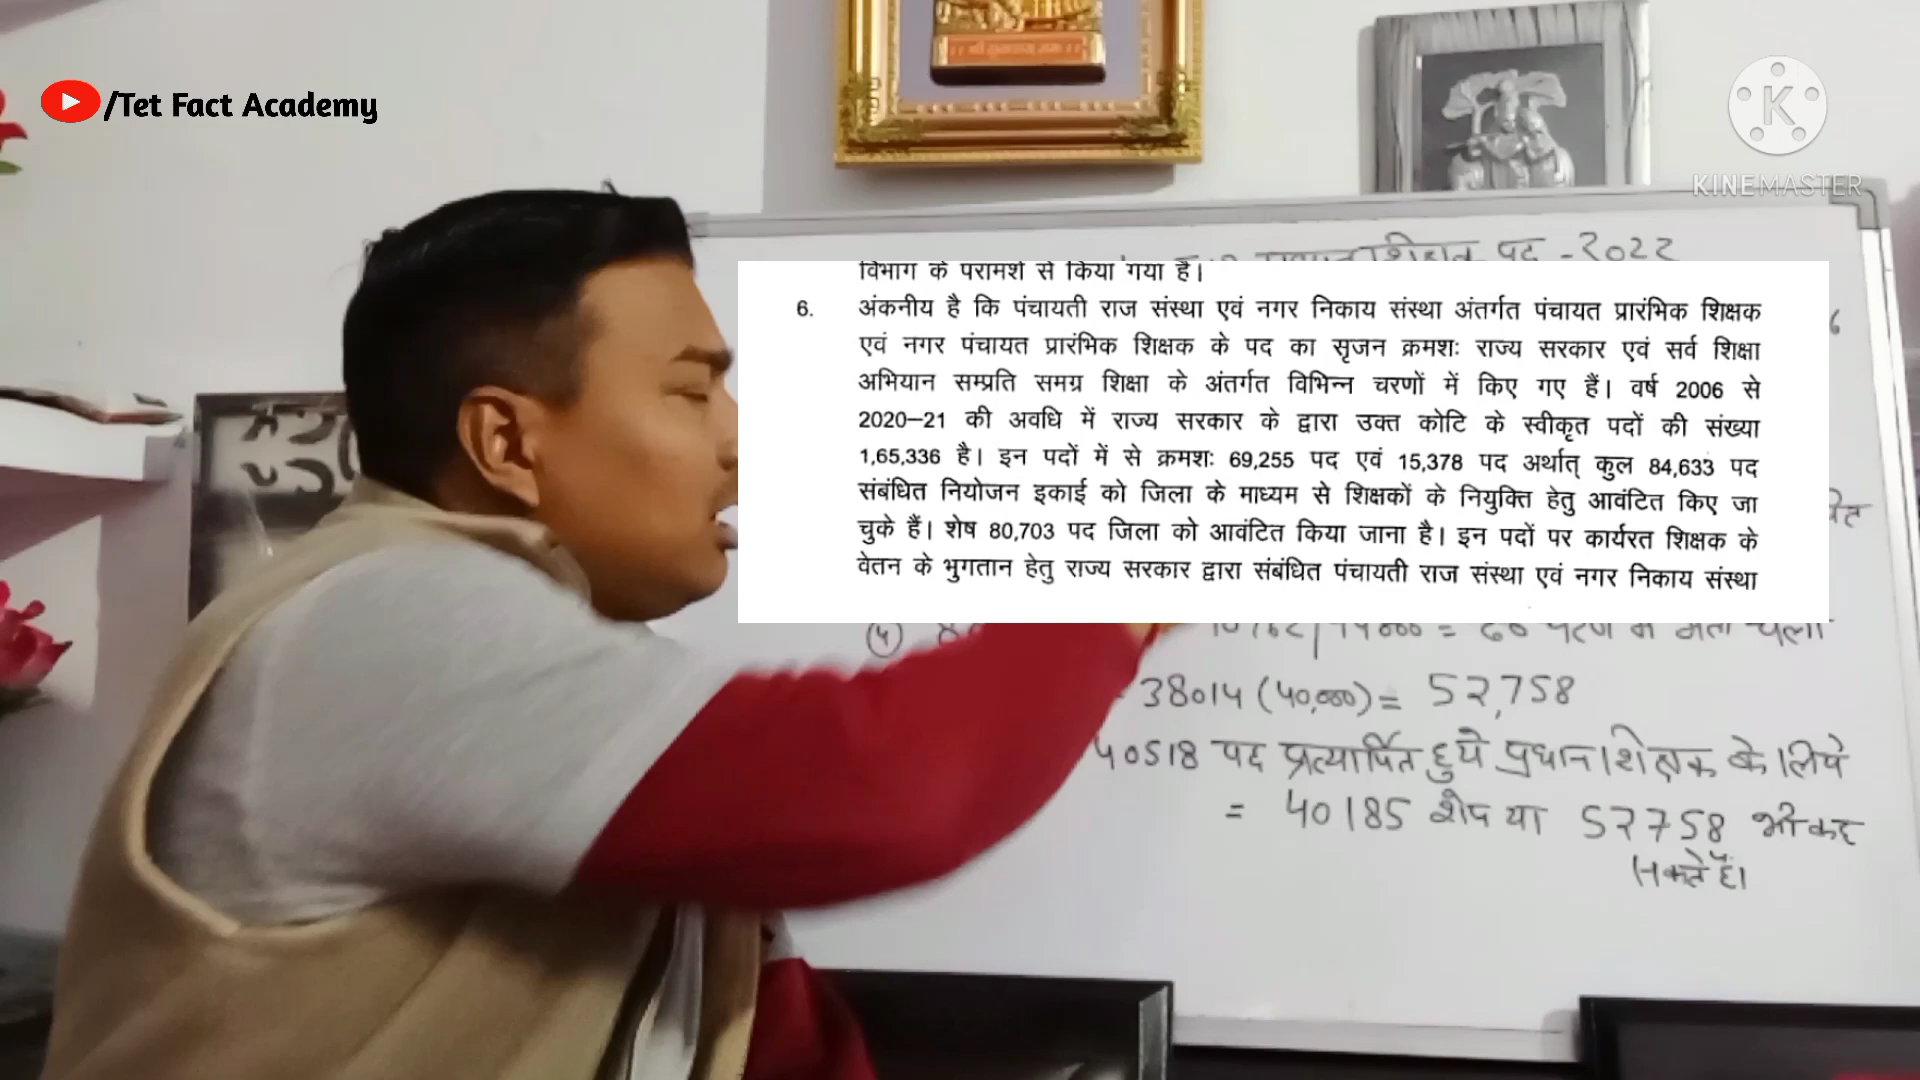 /Tet Fact Academy
KINEMASTER
पद - २०२२
विभाग के परामर्श से किया गया है।
6. अंकनीय है कि पंचायती राज संस्था एवं नगर निकाय संस्था अंतर्गत पंचायत प्रारंभिक शिक्षक
एवं नगर पंचायत प्रारंभिक शिक्षक के पद का सृजन क्रमशः राज्य सरकार एवं सर्व शिक्षा
अभियान सम्प्रति समग्र शिक्षा के अंतर्गत विभिन्न चरणों में किए गए हैं। वर्ष 2006 से
2020–21 की अवधि में राज्य सरकार के द्वारा उक्त कोटि के स्वीकृत पदों की संख्या
1,65,336 है। इन पदों में से क्रमशः 69,255 पद एवं 15,378 पद अर्थात् कुल 84,633 पद
संबंधित नियोजन इकाई को जिला के माध्यम से शिक्षकों के नियुक्ति हेतु आवंटित किए जा
चुके हैं। शेष 80,703 पद जिला को आवंटित किया जाना है। इन पदों पर कार्यरत शिक्षक के
वेतन के भुगतान हेतु राज्य सरकार द्वारा संबंधित पंचायती राज संस्था एवं नगर निकाय संस्था
38014 (40,000) = 52,758
40518 पद प्रत्यार्पित हुये प्रधान शिक्षक के लिये
= 40185 शेष या 52758 भी कह
सकते हैं।